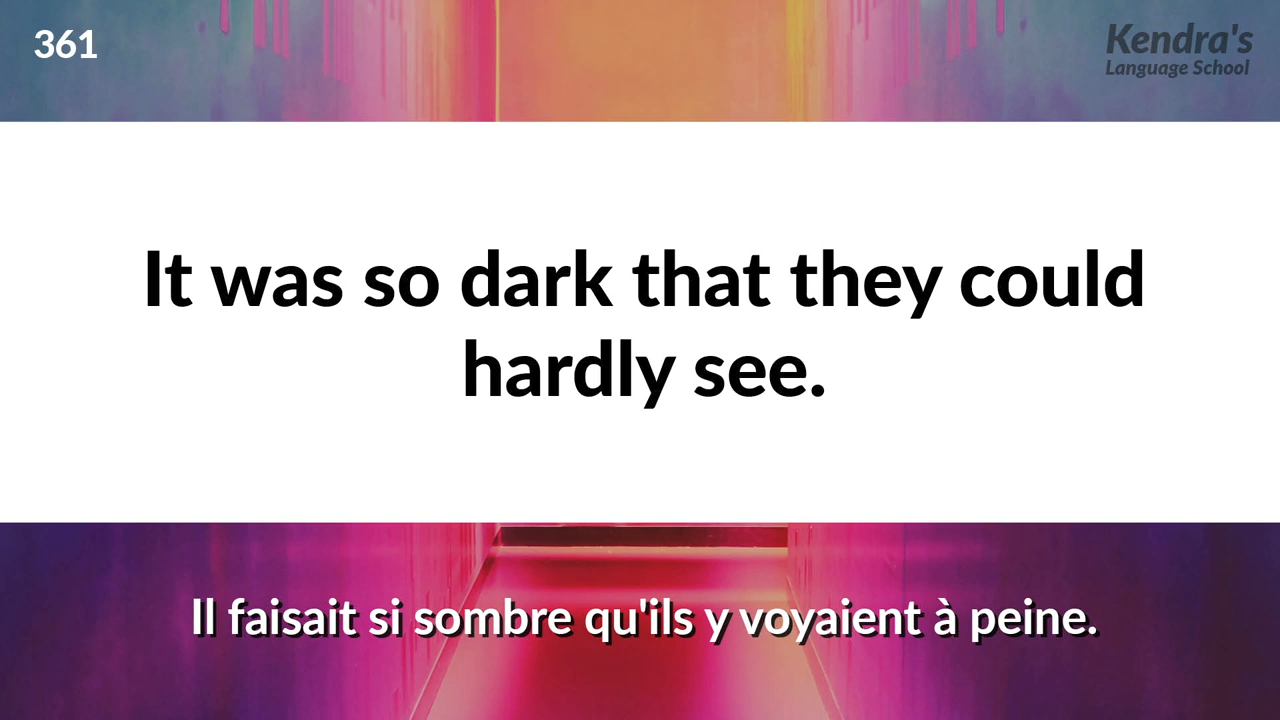 361
Kendra's
Language School
It was so dark that they could
hardly see.
Il faisait si sombre qu'ils y voyaient à peine.